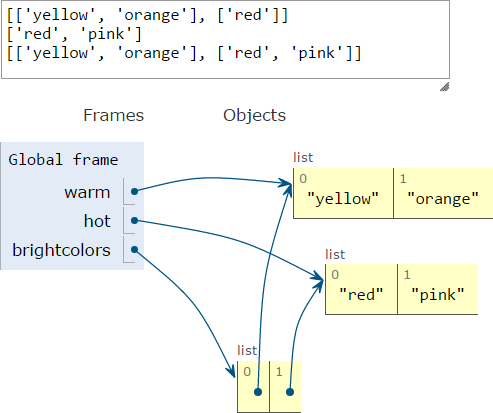 [['yellow', 'orange'], ['red']]
['red', 'pink']
[['yellow', 'orange'], ['red', 'pink']]
Frames Objects
Global frame
warm
hot
brightcolors
list
0 1
"yellow" "orange"
list
0 1
"red" "pink"
list
0 1